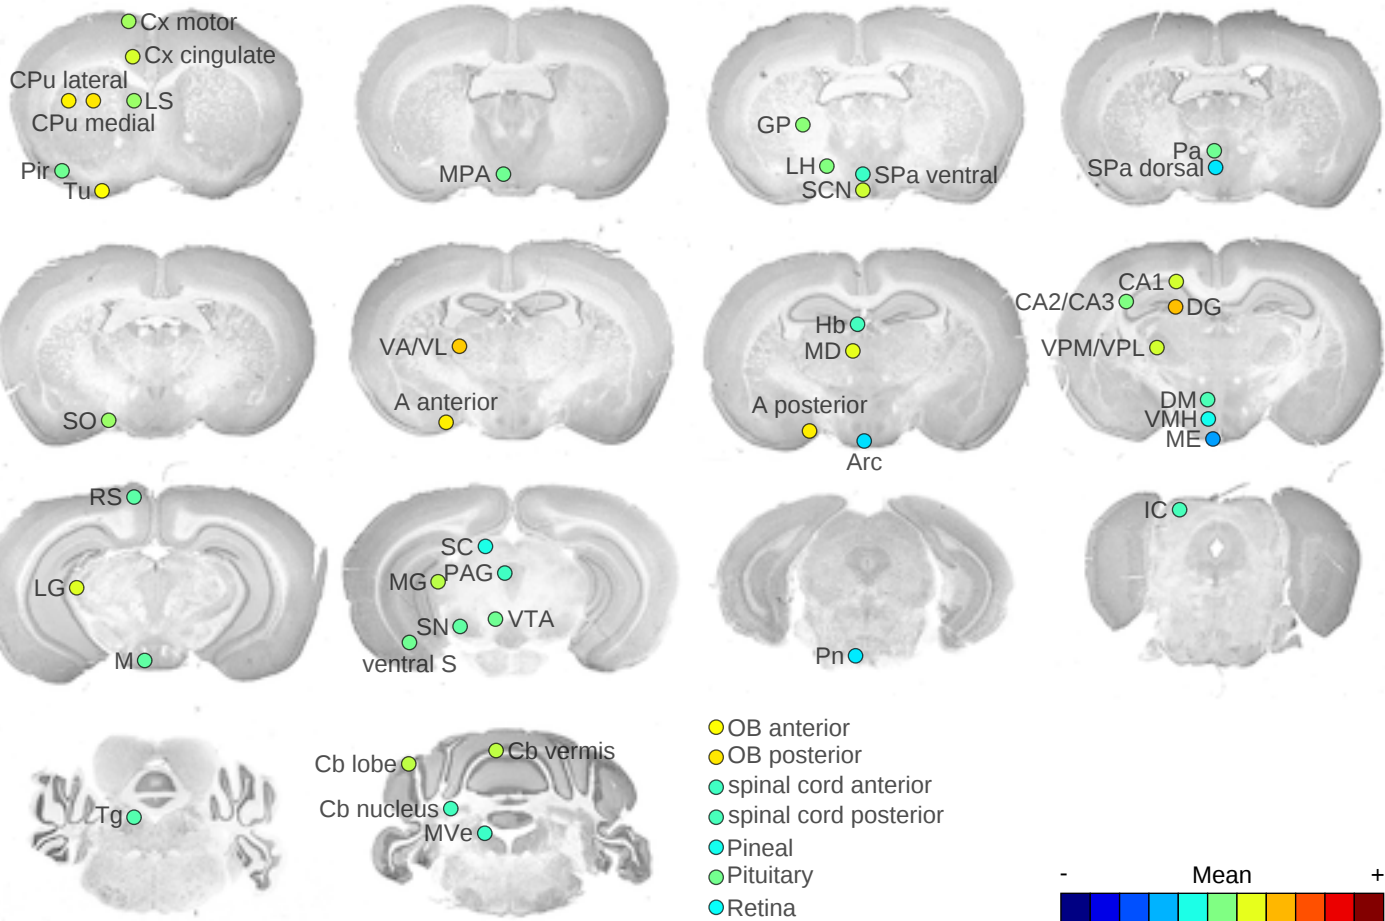 Cx motor
Cx cingulate
CPu lateral
LS
CPu medial
Pir
Tu
MPA
GP
LH
SPa ventral
SCN
Pa
SPa dorsal
SO
VA/VL
A anterior
Hb
MD
A posterior
Arc
CA1
CA2/CA3
DG
VPM/VPL
DM
VMH
ME
RS
LG
M
SC
PAG
MG
VTA
SN
ventral S
Pn
IC
Tg
Cb lobe
Cb vermis
Cb nucleus
MVe
OB anterior
OB posterior
spinal cord anterior
spinal cord posterior
Pineal
Pituitary
Retina
- Mean +